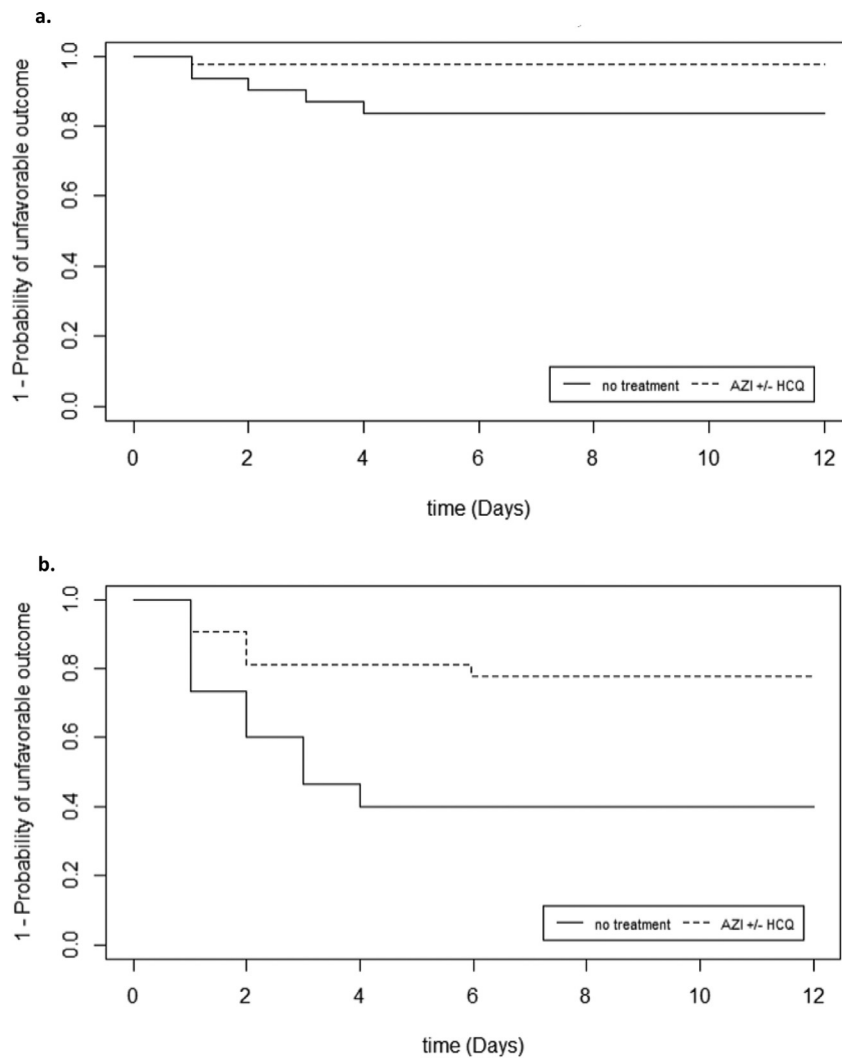 a.
1 - Probability of unfavorable outcome
1.0
0.8
0.6
0.4
0.2
0.0
no treatment AZI +/- HCQ
0 2 4 6 8 10 12
time (Days)
b.
1 - Probability of unfavorable outcome
1.0
0.8
0.6
0.4
0.2
0.0
no treatment AZI +/- HCQ
0 2 4 6 8 10 12
time (Days)